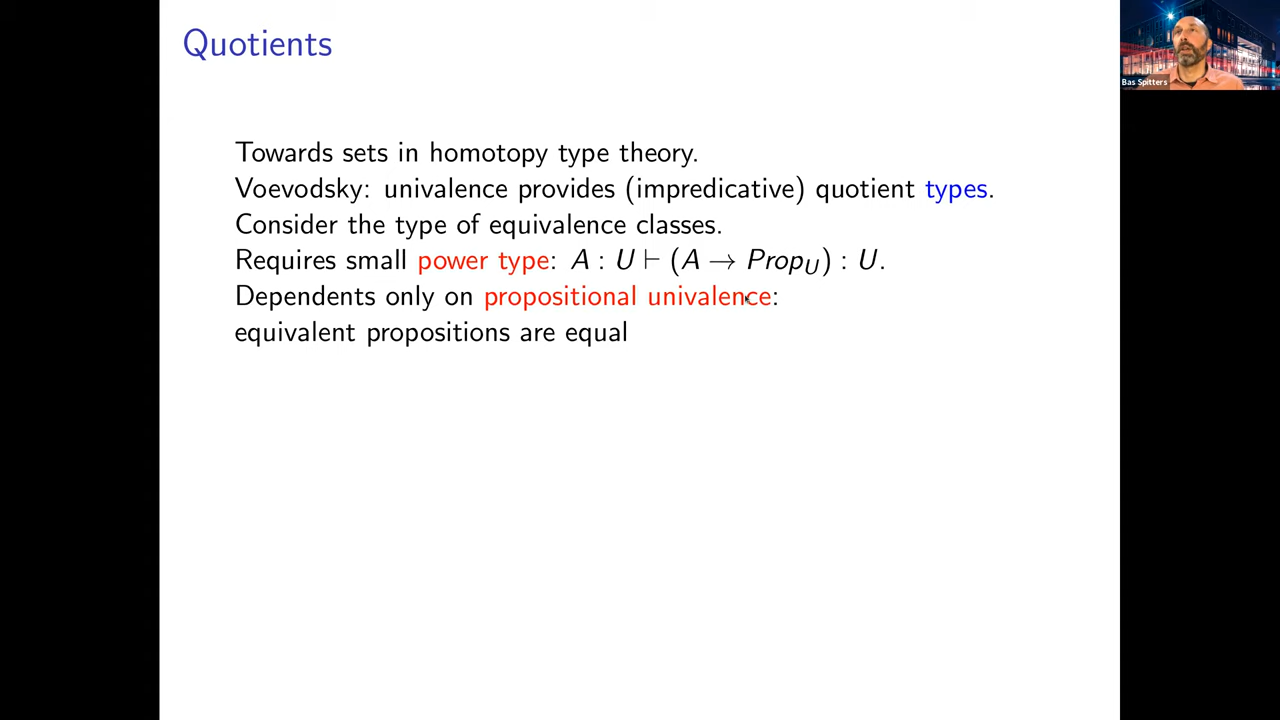 Quotients
Bas Spitters
Towards sets in homotopy type theory.
Voevodsky: univalence provides (impredicative) quotient types.
Consider the type of equivalence classes.
Requires small power type: A : U ⊢ (A → Prop_U) : U.
Dependents only on propositional univalence:
equivalent propositions are equal